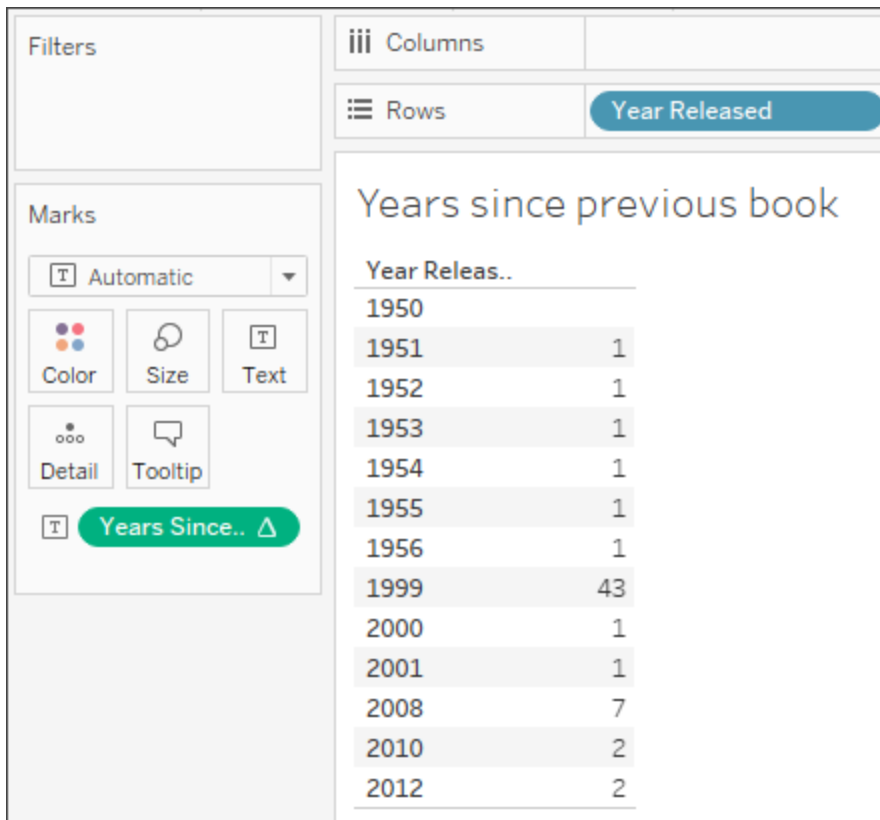 Filters
Columns
Rows
Year Released
Marks
Automatic
Color
Size
Text
Detail
Tooltip
Years Since.. Δ
Years since previous book
Year Releas..
1950
1951 1
1952 1
1953 1
1954 1
1955 1
1956 1
1999 43
2000 1
2001 1
2008 7
2010 2
2012 2